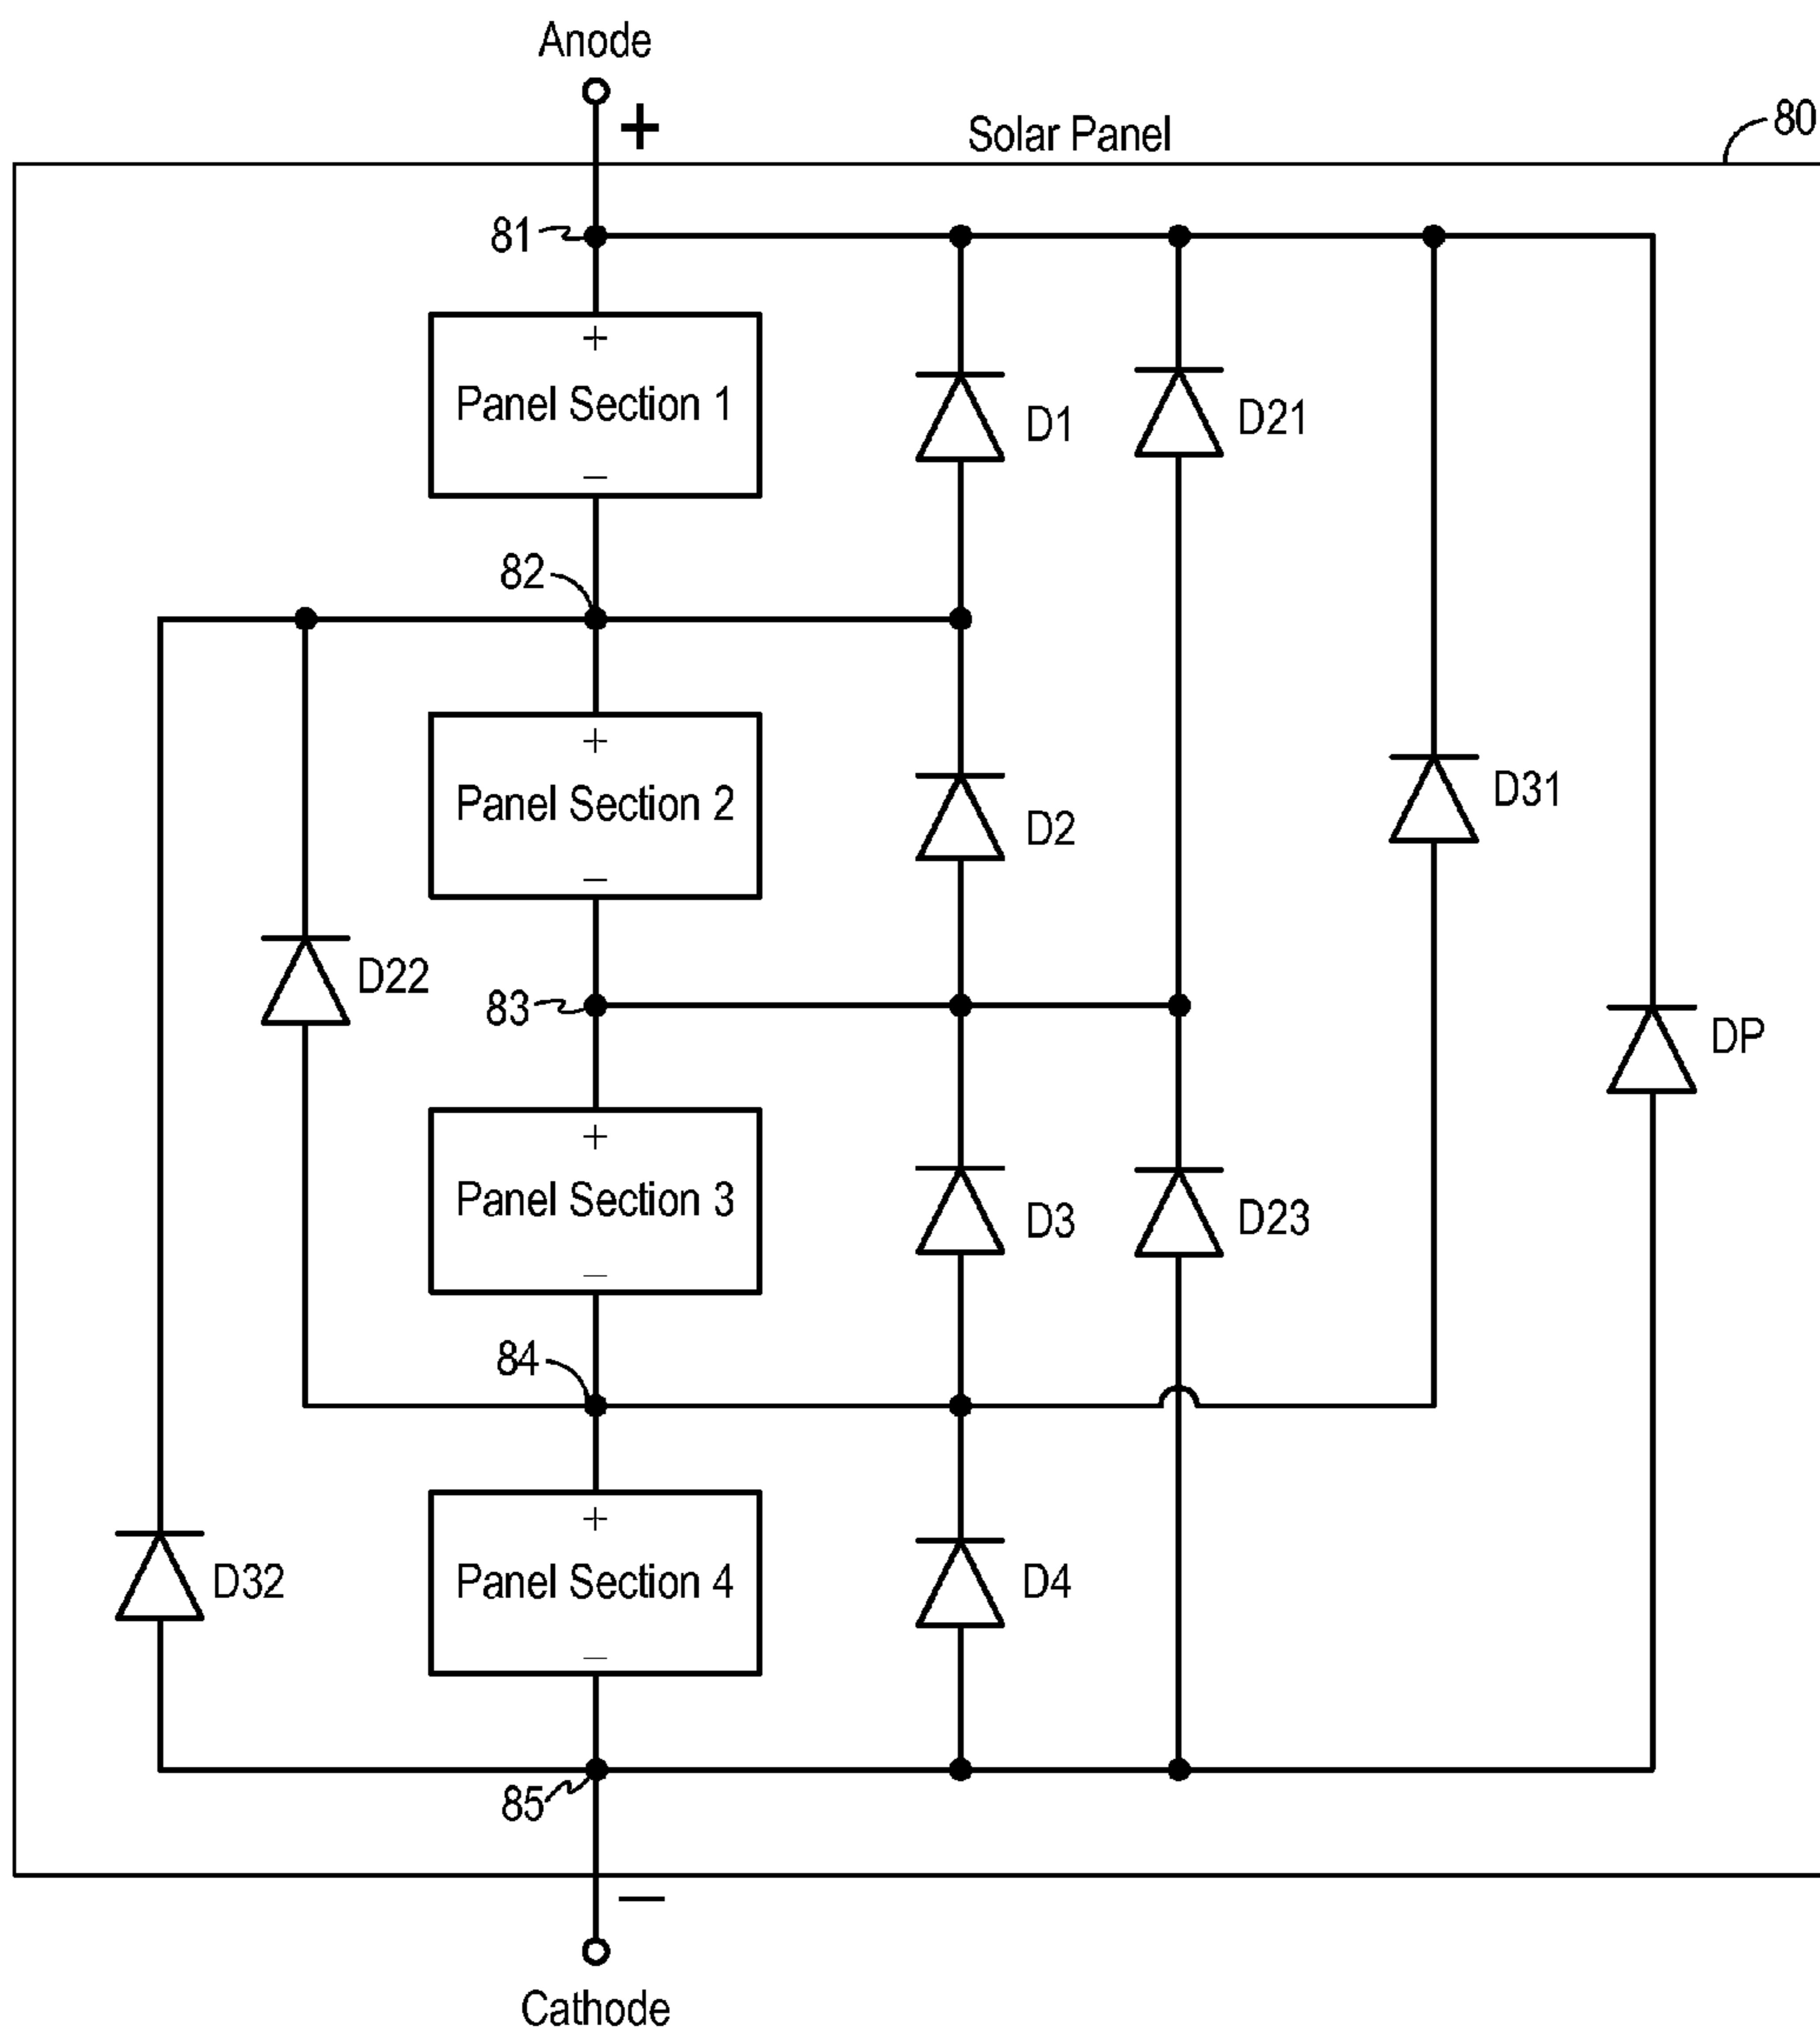 Anode
+
Solar Panel
80
81
+
Panel Section 1
–
D1
D21
82
+
Panel Section 2
–
D2
D31
D22
83
DP
+
Panel Section 3
–
D3
D23
84
+
Panel Section 4
–
D32
D4
85
–
Cathode